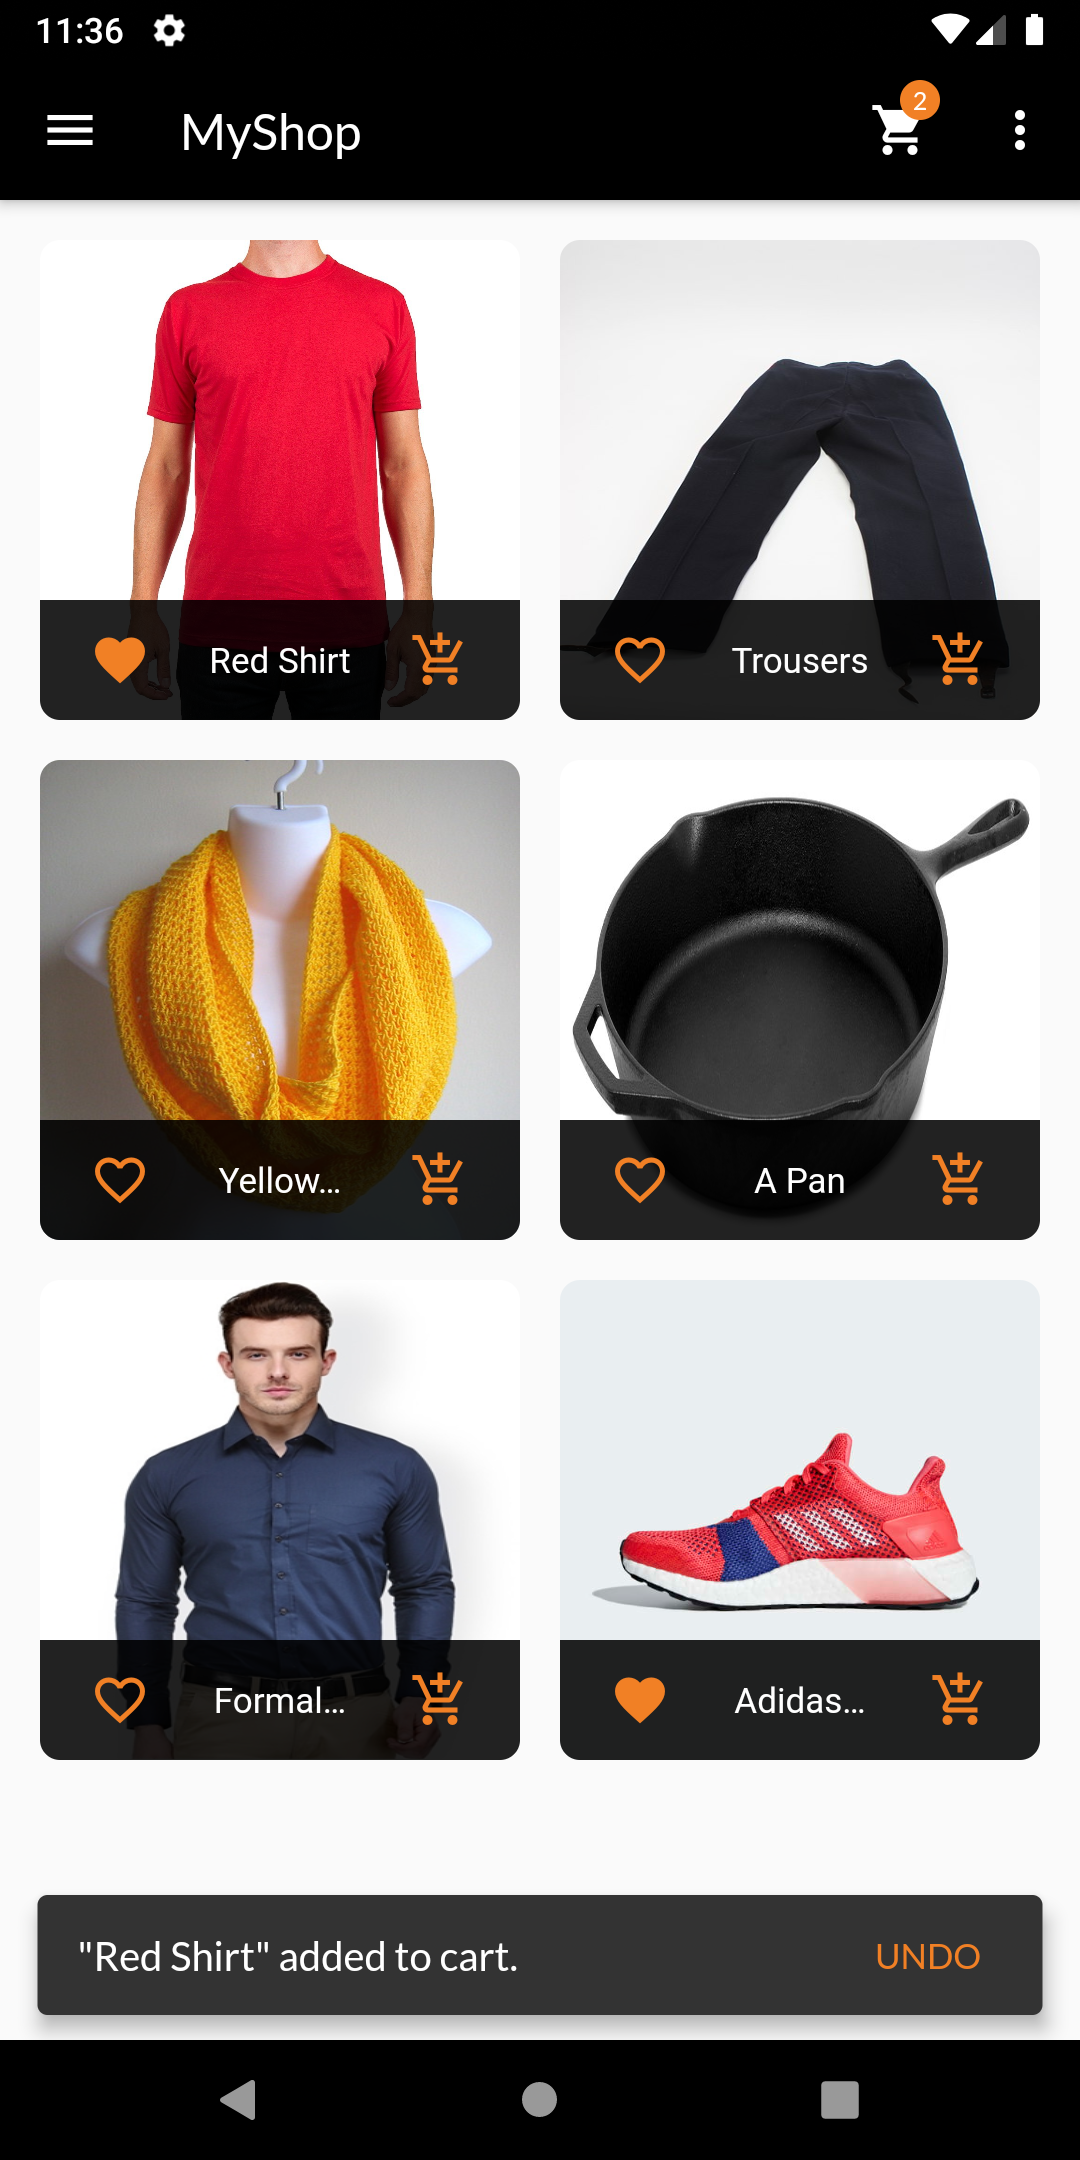 11:36
MyShop
2
Red Shirt
Trousers
Yellow...
A Pan
Formal...
Adidas...
"Red Shirt" added to cart.
UNDO